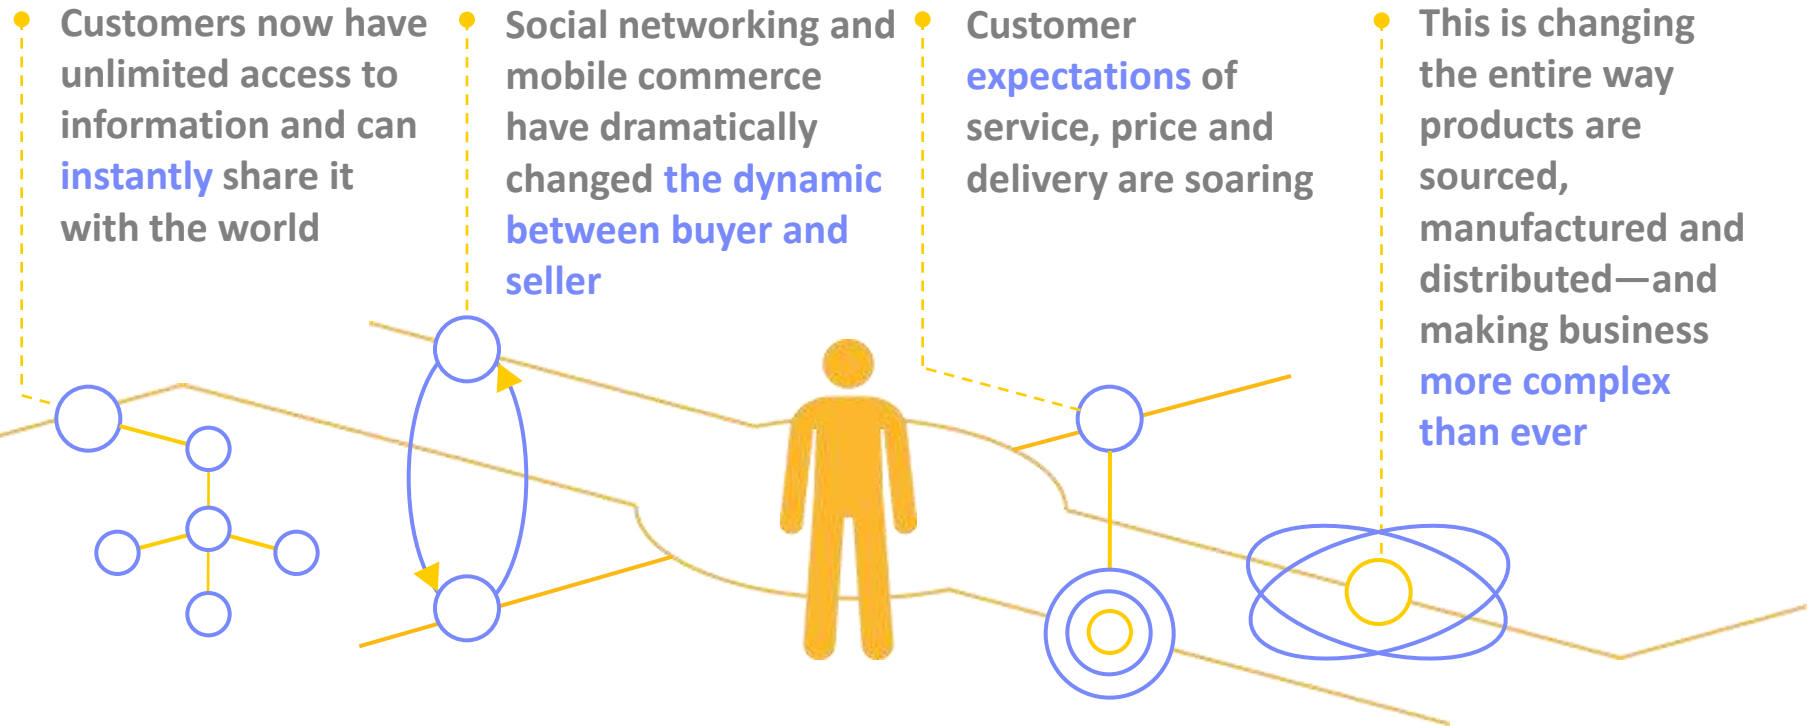 Customers now have
unlimited access to
information and can
instantly share it
with the world
Social networking and
mobile commerce
have dramatically
changed the dynamic
between buyer and
seller
Customer
expectations of
service, price and
delivery are soaring
This is changing
the entire way
products are
sourced,
manufactured and
distributed—and
making business
more complex
than ever